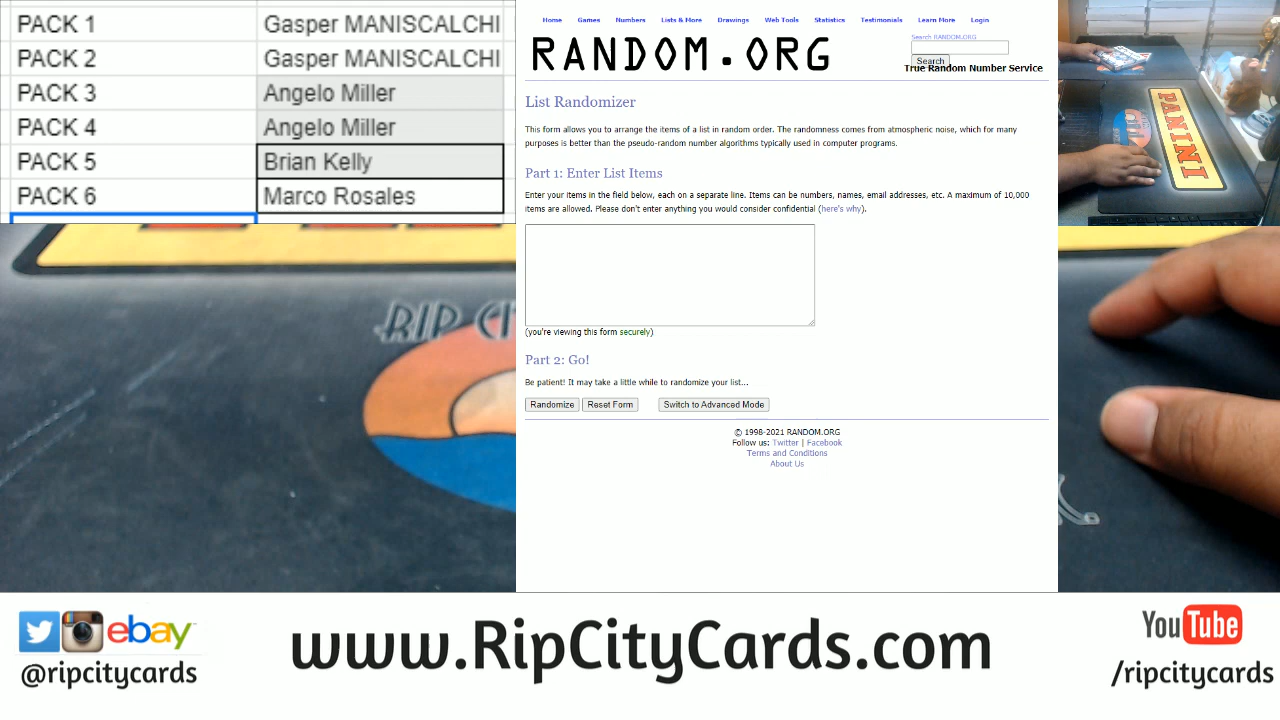 PACK 1 Gasper MANISCALCHI
PACK 2 Gasper MANISCALCHI
PACK 3 Angelo Miller
PACK 4 Angelo Miller
PACK 5 Brian Kelly
PACK 6 Marco Rosales
Home Games Numbers Lists & More Drawings Web Tools Statistics Testimonials Learn More Login
RANDOM.ORG
Search RANDOM.ORG
Search
True Random Number Service
List Randomizer
This form allows you to arrange the items of a list in random order. The randomness comes from atmospheric noise, which for many
purposes is better than the pseudo-random number algorithms typically used in computer programs.
Part 1: Enter List Items
Enter your items in the field below, each on a separate line. Items can be numbers, names, email addresses, etc. A maximum of 10,000
items are allowed. Please don't enter anything you would consider confidential (here's why).
(you're viewing this form securely)
Part 2: Go!
Be patient! It may take a little while to randomize your list...
Randomize Reset Form Switch to Advanced Mode
© 1998-2021 RANDOM.ORG
Follow us: Twitter | Facebook
Terms and Conditions
About Us
PANINI
RIP CI
ebay
@ripcitycards
www.RipCityCards.com
YouTube
/ripcitycards